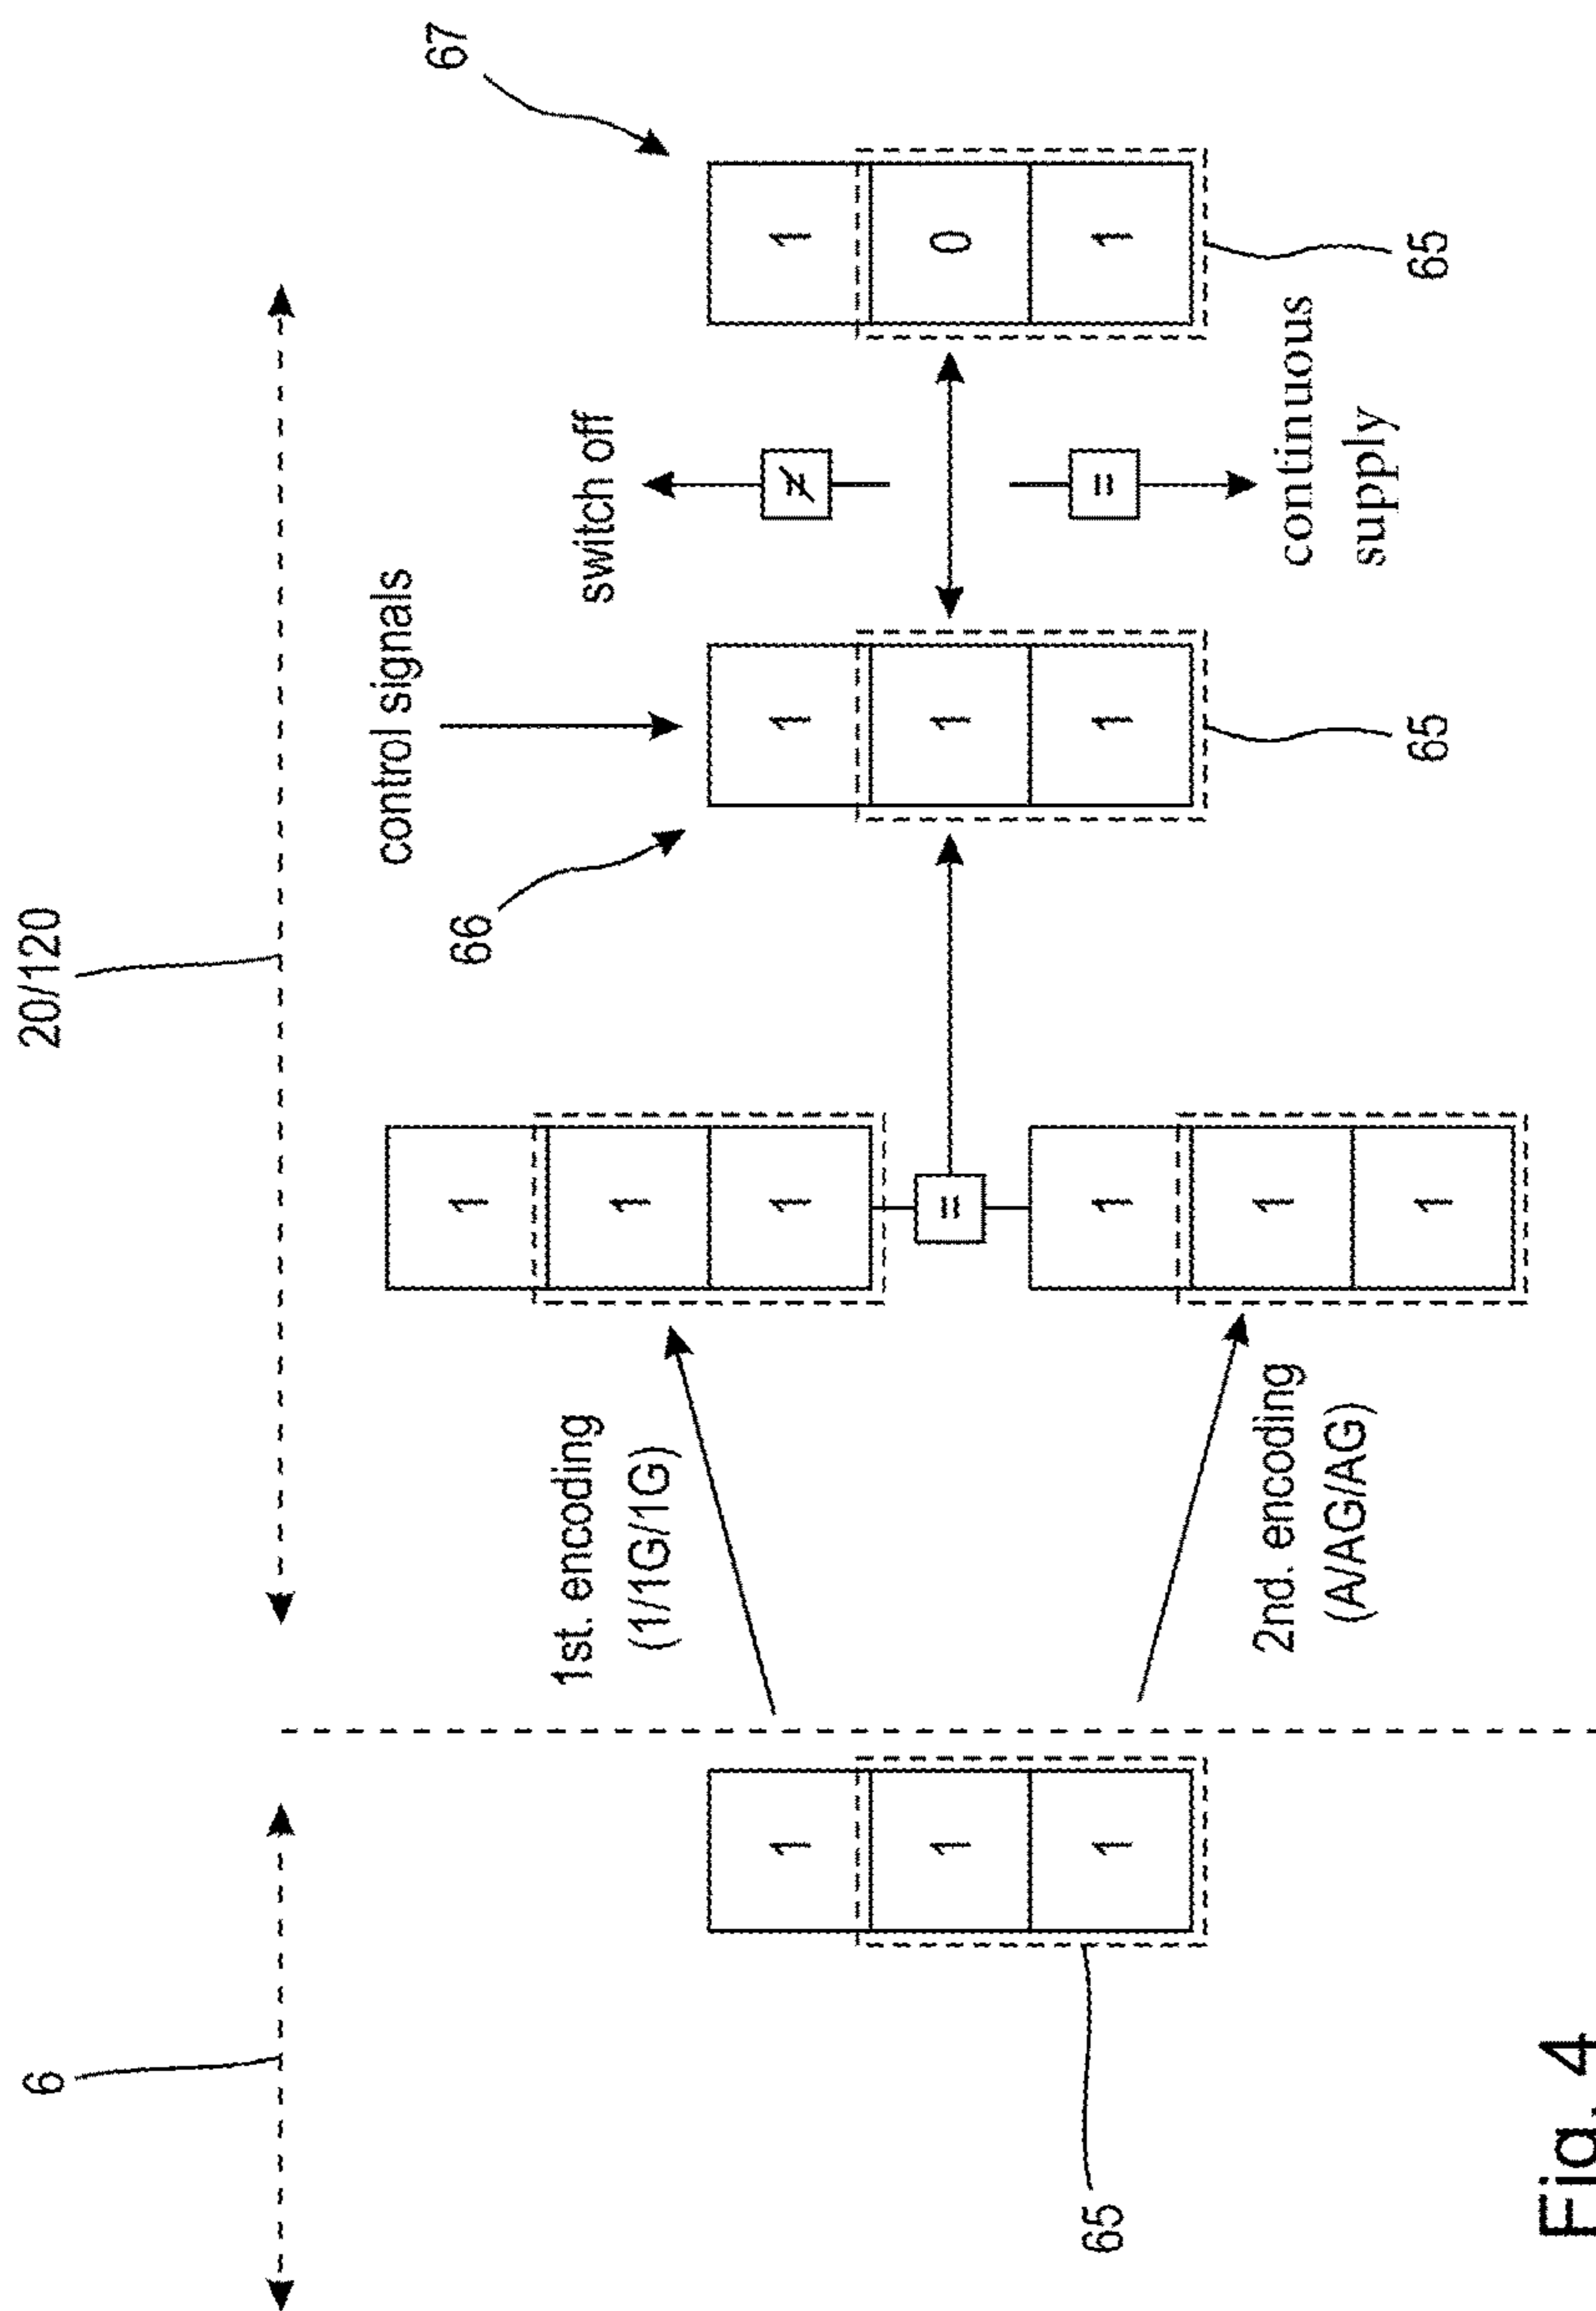 6
20/120
control signals
67
66
1
1st. encoding
(1/1G/1G)
switch off
1
1 1 1 ≠ 1
1 = 1 0
65
1 1 1 = 1
2nd. encoding
(A/AG/AG)
1
continuous
supply
65
65
1
Fig. 4